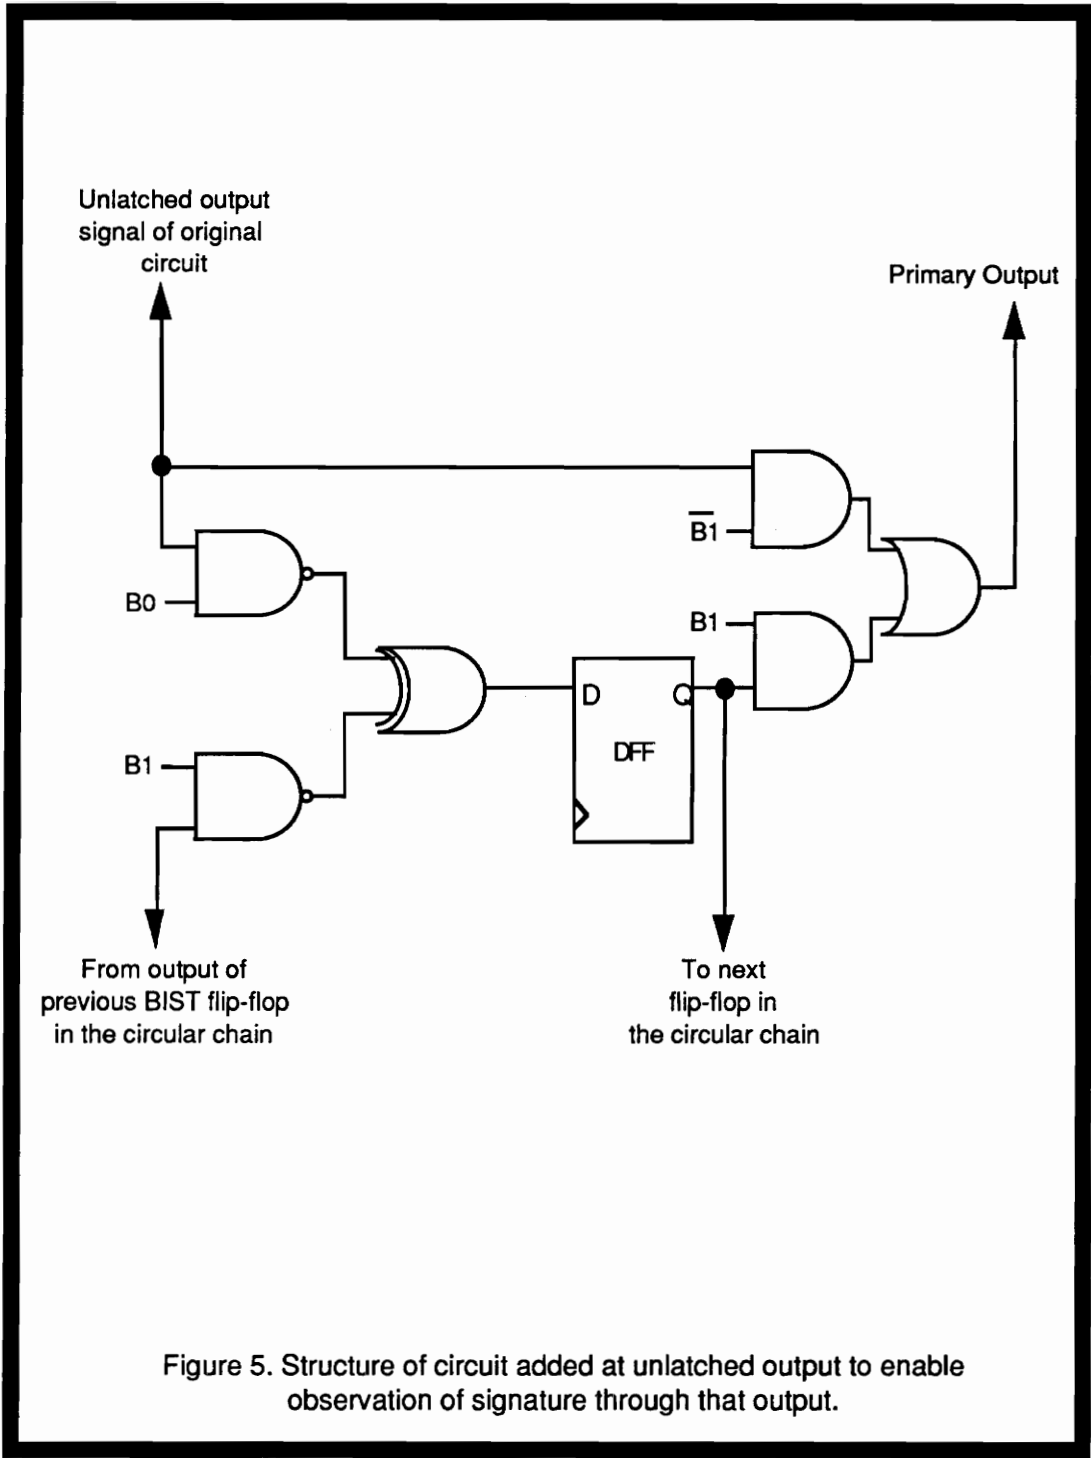 Unlatched output
signal of original
circuit
Primary Output
B̅1̅
B0
B1
B1
D
Q
DFF
From output of
previous BIST flip-flop
in the circular chain
To next
flip-flop in
the circular chain
Figure 5. Structure of circuit added at unlatched output to enable
observation of signature through that output.